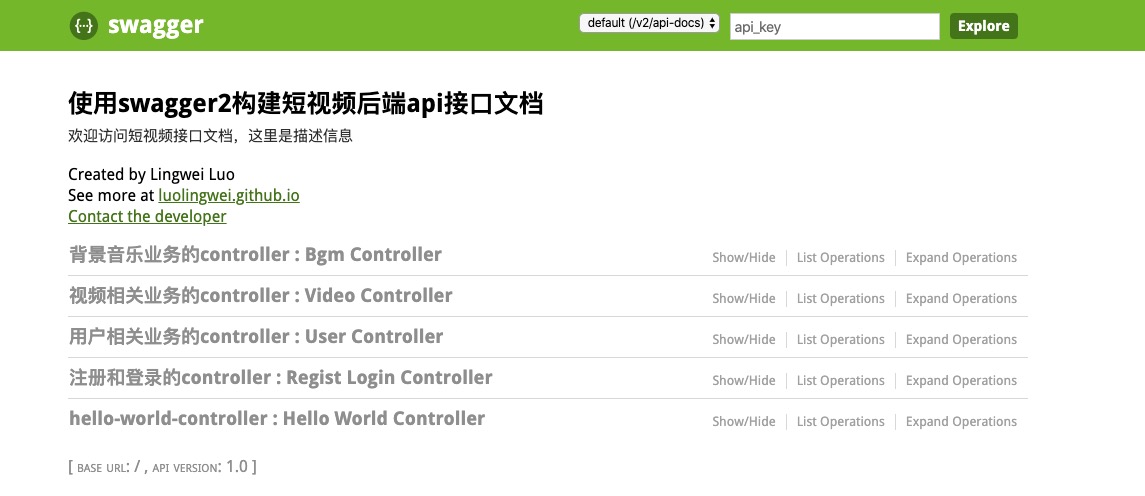 {···} swagger default (/v2/api-docs) api_key Explore
使用swagger2构建短视频后端api接口文档
欢迎访问短视频接口文档，这里是描述信息
Created by Lingwei Luo
See more at luolingwei.github.io
Contact the developer
背景音乐业务的controller : Bgm Controller Show/Hide List Operations Expand Operations
视频相关业务的controller : Video Controller Show/Hide List Operations Expand Operations
用户相关业务的controller : User Controller Show/Hide List Operations Expand Operations
注册和登录的controller : Regist Login Controller Show/Hide List Operations Expand Operations
hello-world-controller : Hello World Controller Show/Hide List Operations Expand Operations
[ BASE URL: / , API VERSION: 1.0 ]